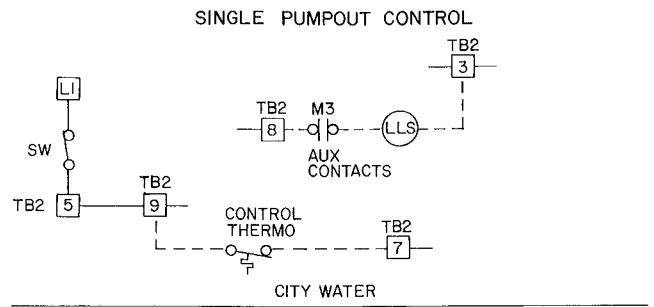 SINGLE PUMPOUT CONTROL
TB2
3
L1
TB2
M3
8
LLS
SW
AUX
CONTACTS
TB2
TB2
5
9
CONTROL
THERMO
TB2
7
CITY WATER